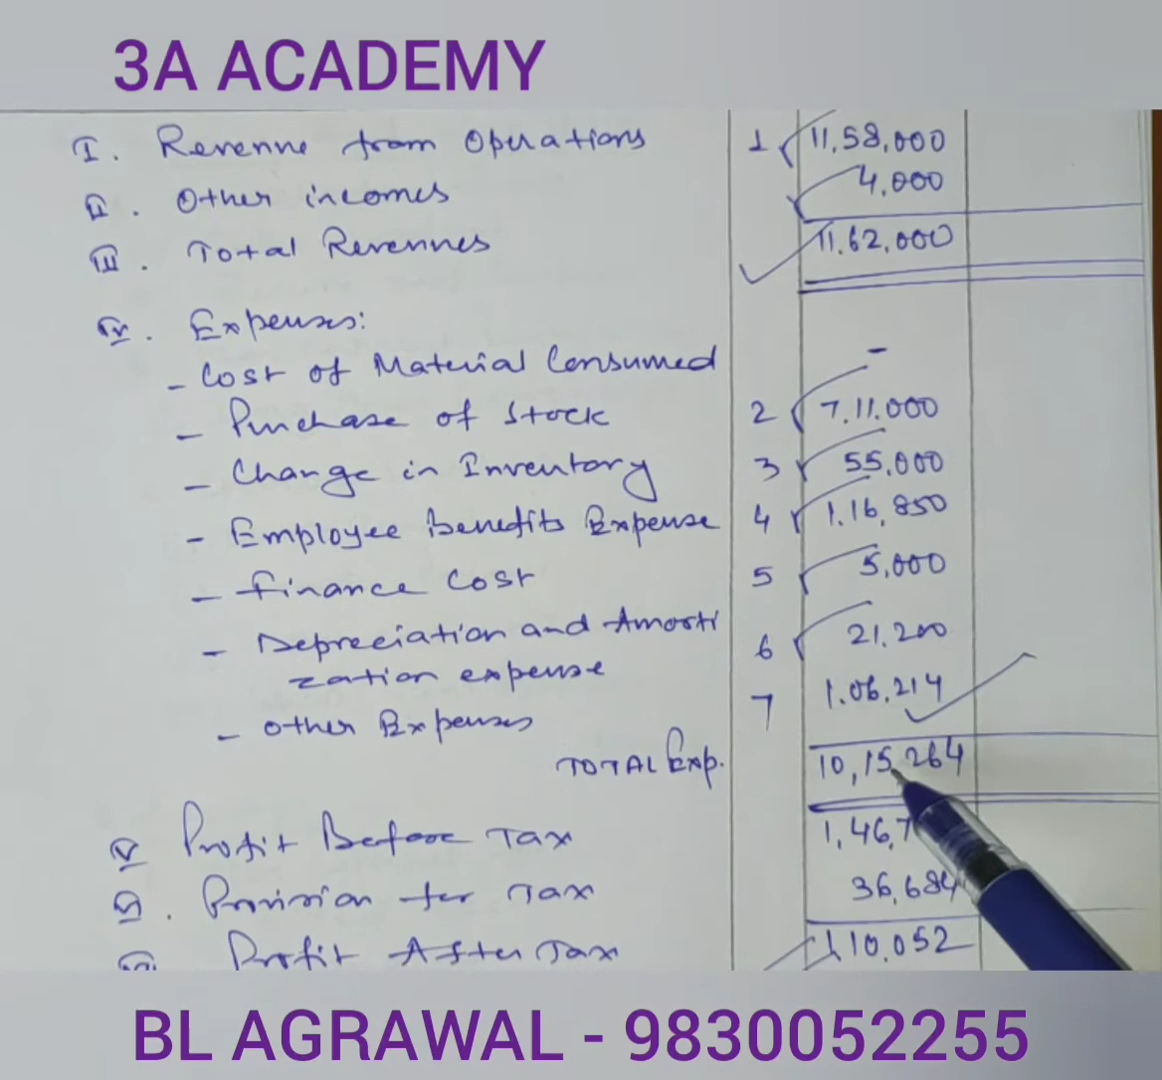 3A ACADEMY
I. Revenue from Operations 1 11,58,000
II. Other incomes 4,000
III. Total Revenues 11,62,000
IV. Expenses:
- Cost of Material Consumed -
- Purchase of Stock 2 7,11,000
- Change in Inventory 3 55,000
- Employee Benefits Expense 4 1,16,850
- Finance Cost 5 5,000
- Depreciation and Amorti
zation expense 6 21,200
- Other Expenses 7 1,06,214
TOTAL Exp. 10,15,264
V Profit Before Tax 1,46,7
VI. Provision for Tax 36,684
Profit After Tax 1,10,052
BL AGRAWAL - 9830052255